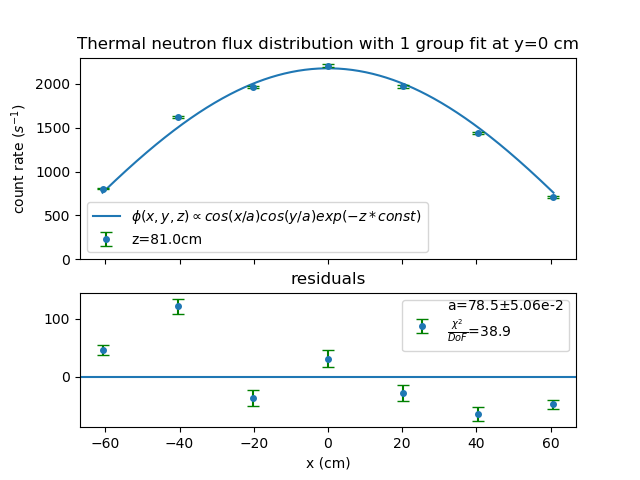 Thermal neutron flux distribution with 1 group fit at y=0 cm
2000
1500
1000
500
0
count rate (s⁻¹)
ϕ(x, y, z) ∝ cos(x/a)cos(y/a)exp(−z * const)
z=81.0cm
residuals
100
0
a=78.5±5.06e-2
χ²/DoF=38.9
−60 −40 −20 0 20 40 60
x (cm)